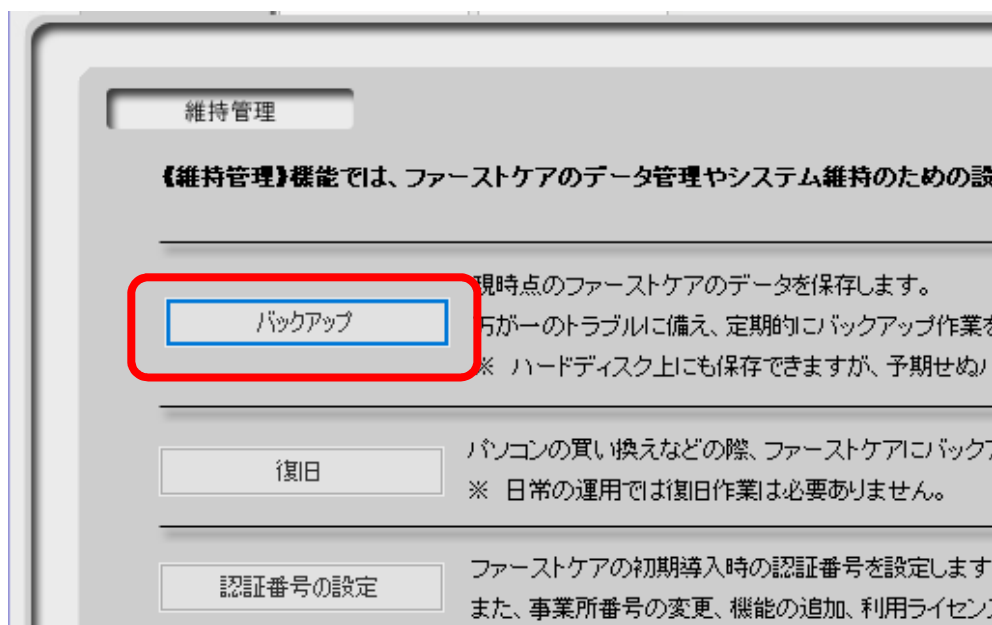 維持管理
《維持管理》機能では、ファーストケアのデータ管理やシステム維持のための設
現時点のファーストケアのデータを保存します。
バックアップ
万が一のトラブルに備え、定期的にバックアップ作業を
※ ハードディスク上にも保存できますが、予期せぬハ
パソコンの買い換えなどの際、ファーストケアにバックア
復旧
※ 日常の運用では復旧作業は必要ありません。
ファーストケアの初期導入時の認証番号を設定します
認証番号の設定
また、事業所番号の変更、機能の追加、利用ライセンス